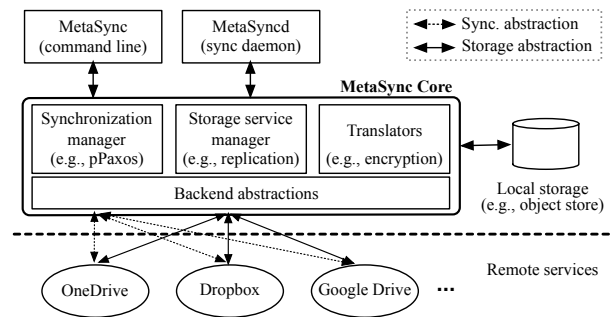 MetaSync
(command line)
MetaSyncd
(sync daemon)
Sync. abstraction
Storage abstraction
MetaSync Core
Synchronization
manager
(e.g., pPaxos)
Storage service
manager
(e.g., replication)
Translators
(e.g., encryption)
Backend abstractions
Local storage
(e.g., object store)
OneDrive
Dropbox
Google Drive
...
Remote services